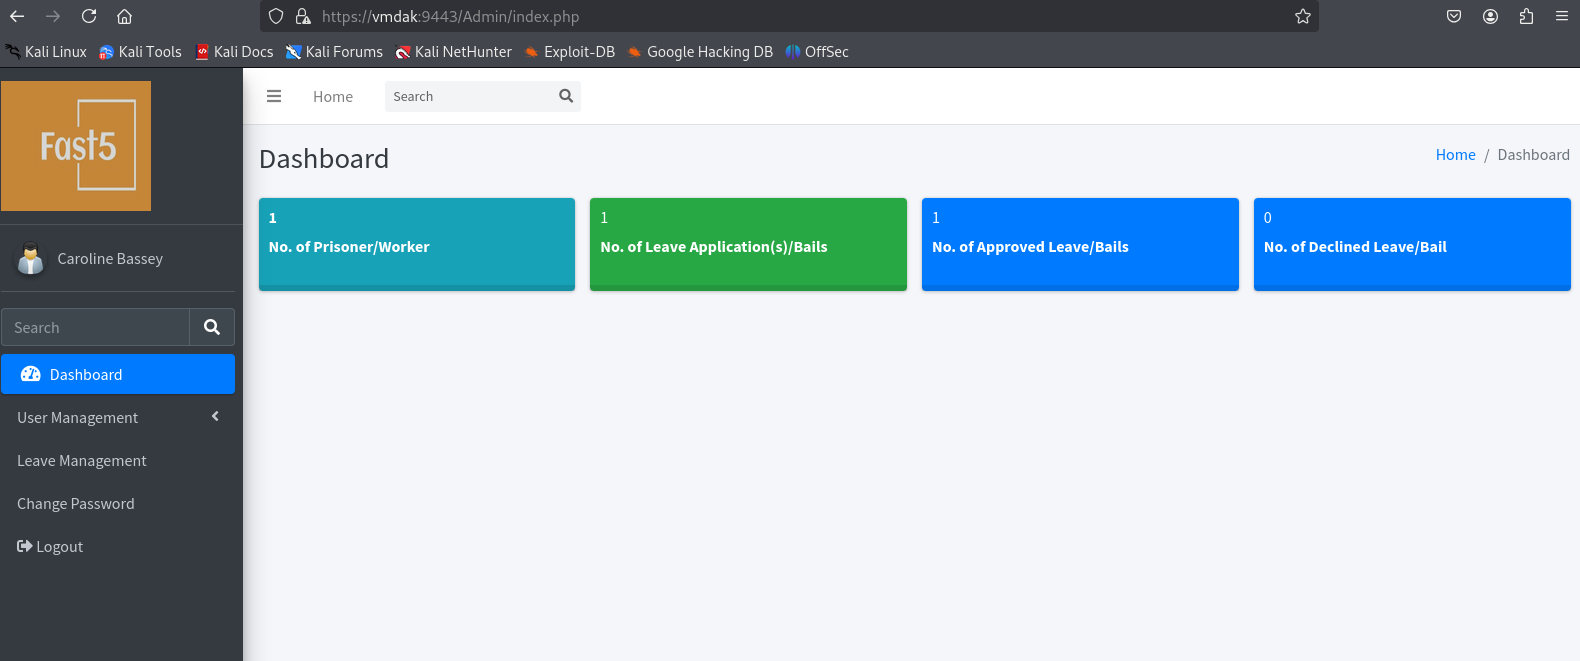 https://vmdak:9443/Admin/index.php
Kali Linux Kali Tools Kali Docs Kali Forums Kali NetHunter Exploit-DB Google Hacking DB OffSec
Fast5
Caroline Bassey
Search
Dashboard
User Management
Leave Management
Change Password
Logout
Home Search
Dashboard
Home / Dashboard
1
No. of Prisoner/Worker
1
No. of Leave Application(s)/Bails
1
No. of Approved Leave/Bails
0
No. of Declined Leave/Bail